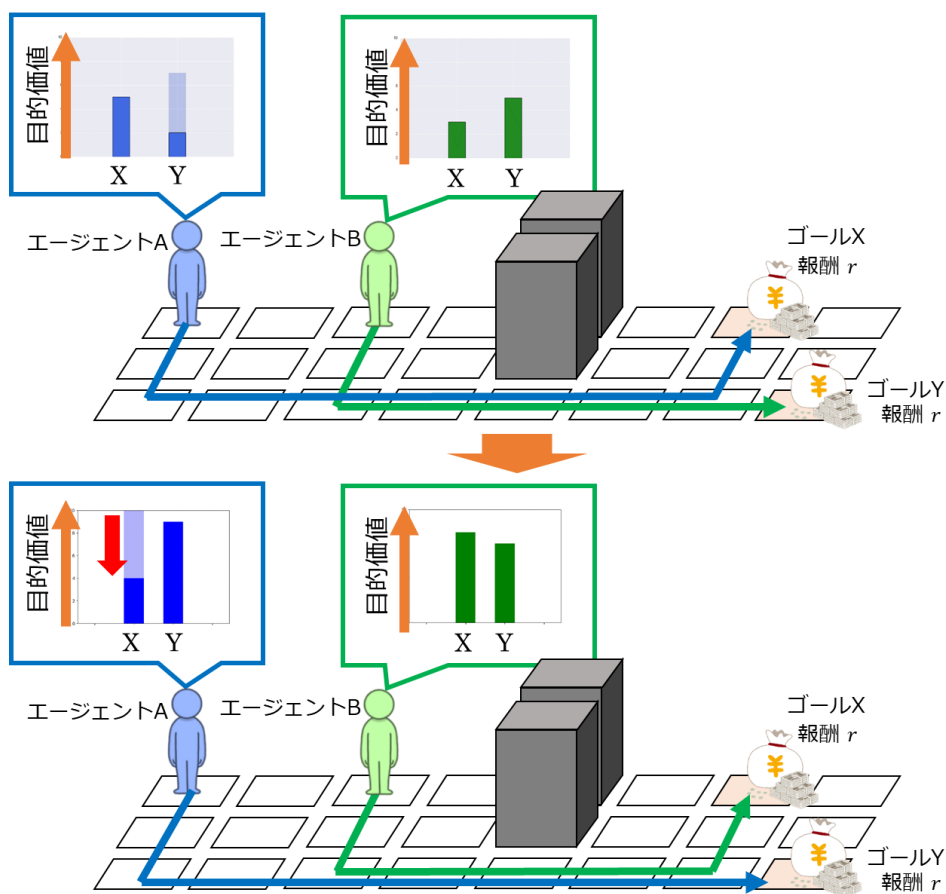 目的価値
X
Y
目的価値
X
Y
エージェントA
エージェントB
ゴールX
報酬 r
¥
¥
ゴールY
報酬 r
目的価値
X
Y
目的価値
X
Y
エージェントA
エージェントB
ゴールX
報酬 r
¥
¥
ゴールY
報酬 r